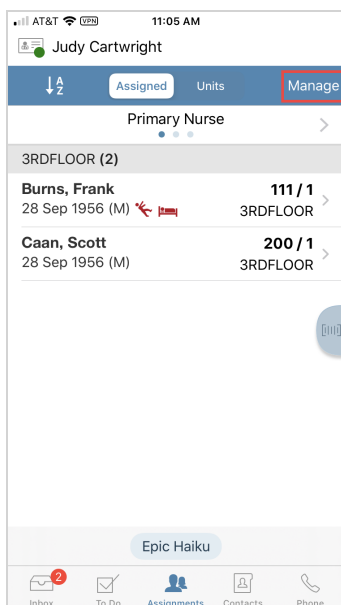 AT&T VPN 11:05 AM
Judy Cartwright
A Z Assigned Units Manage
Primary Nurse
3RDFLOOR (2)
Burns, Frank 111 / 1
28 Sep 1956 (M) 3RDFLOOR
Caan, Scott 200 / 1
28 Sep 1956 (M) 3RDFLOOR
Epic Haiku
2
Inbox To Do Assignments Contacts Phone